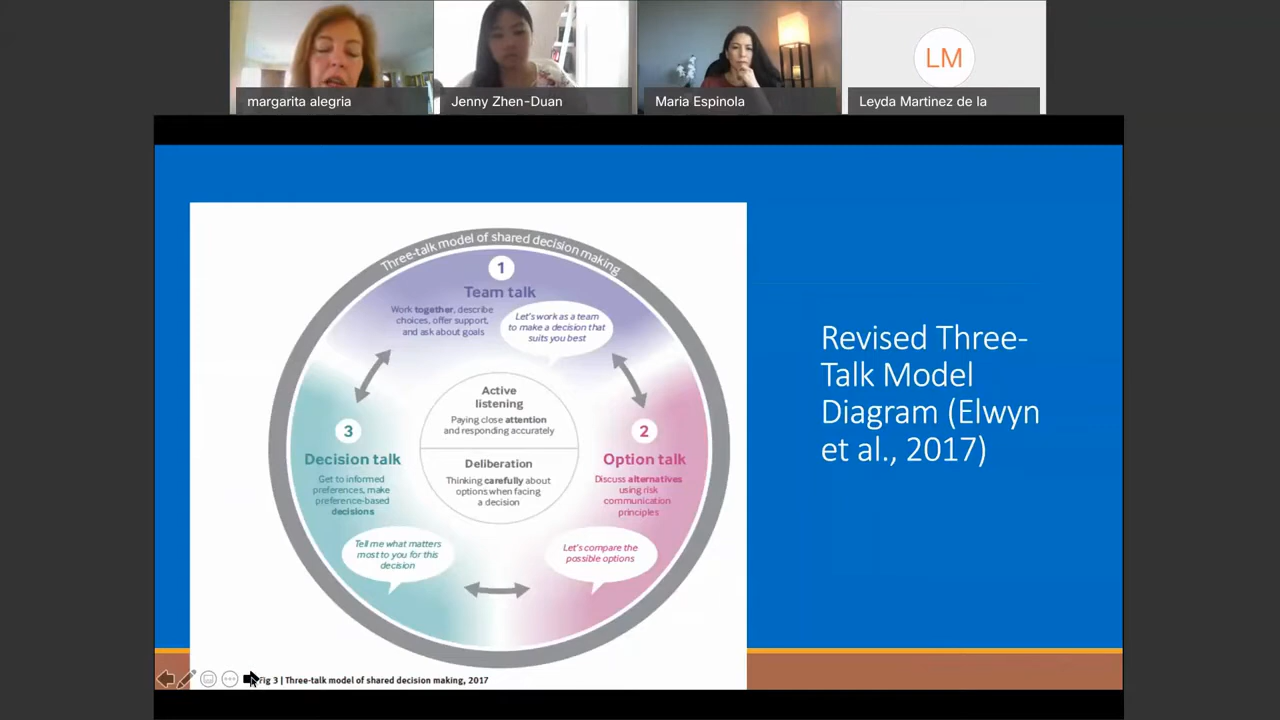 margarita alegria
Jenny Zhen-Duan
Maria Espinola
LM
Leyda Martinez de la
Three-talk model of shared decision making
1
Team talk
Work together, describe
choices, offer support,
and ask about goals
Let's work as a team
to make a decision that
suits you best
Active
listening
Paying close attention
and responding accurately
Deliberation
Thinking carefully about
options when facing
a decision
3
Decision talk
Get to informed
preferences, make
preference-based
decisions
Tell me what matters
most to you for this
decision
2
Option talk
Discuss alternatives
using risk
communication
principles
Let's compare the
possible options
Fig 3 | Three-talk model of shared decision making, 2017
Revised Three-
Talk Model
Diagram (Elwyn
et al., 2017)